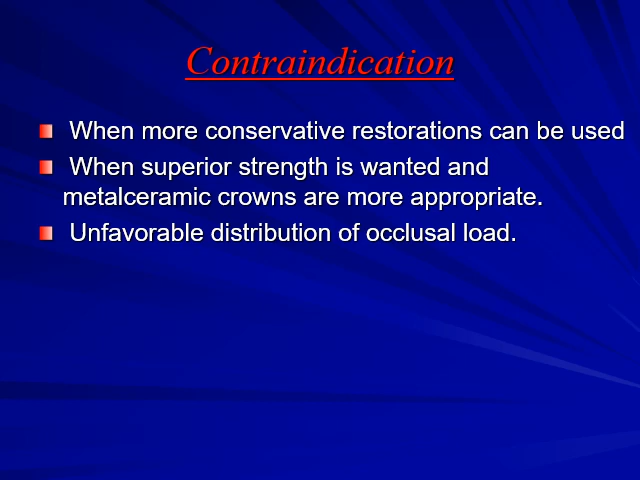 Contraindication
When more conservative restorations can be used
When superior strength is wanted and
metalceramic crowns are more appropriate.
Unfavorable distribution of occlusal load.